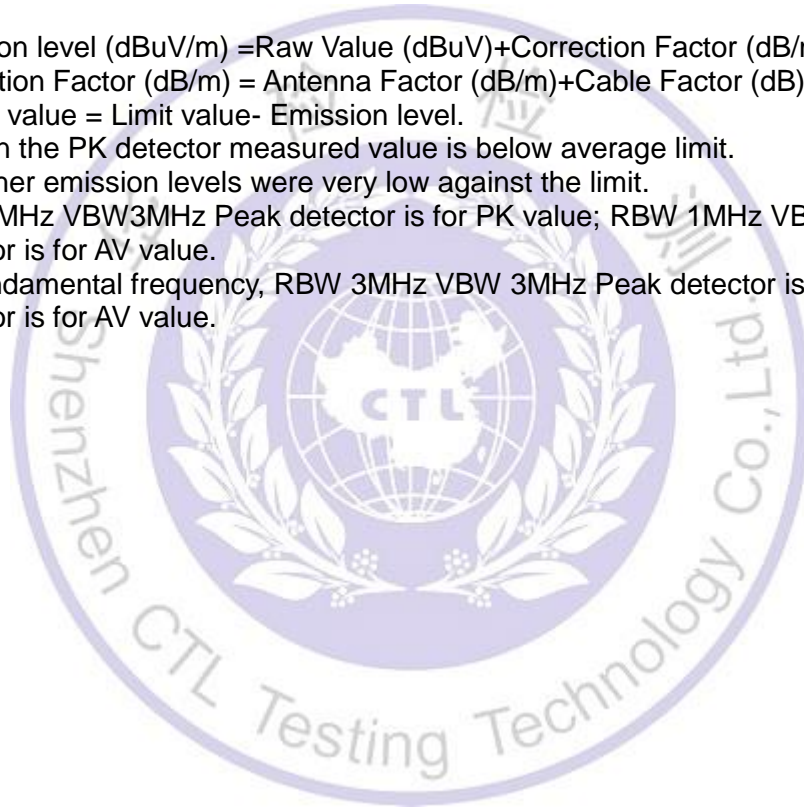 on level (dBuV/m) =Raw Value (dBuV)+Correction Factor (dB/m
tion Factor (dB/m) = Antenna Factor (dB/m)+Cable Factor (dB)
value = Limit value- Emission level.
n the PK detector measured value is below average limit.
ner emission levels were very low against the limit.
MHz VBW3MHz Peak detector is for PK value; RBW 1MHz VB
or is for AV value.
ndamental frequency, RBW 3MHz VBW 3MHz Peak detector is
or is for AV value.
检 测
CTL
Shenzhen CTL Testing Technology Co., Ltd.